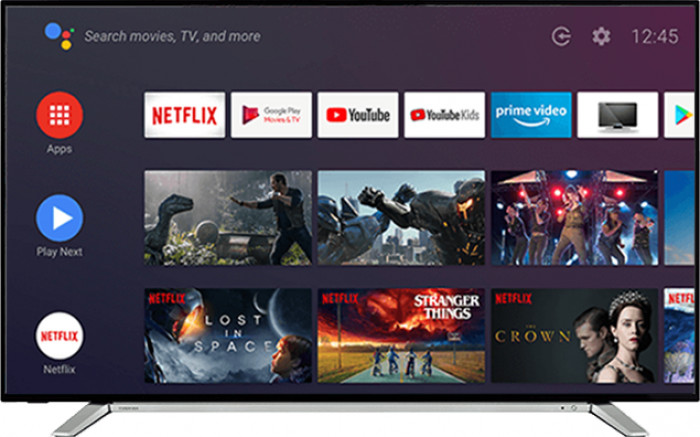 Search movies, TV, and more
12:45
NETFLIX
Google Play
Movies & TV
YouTube
YouTube Kids
prime video
Apps
Play Next
NETFLIX
LOST
IN
SPACE
NETFLIX
STRANGER
THINGS
NETFLIX
THE
CROWN
NETFLIX
Netflix